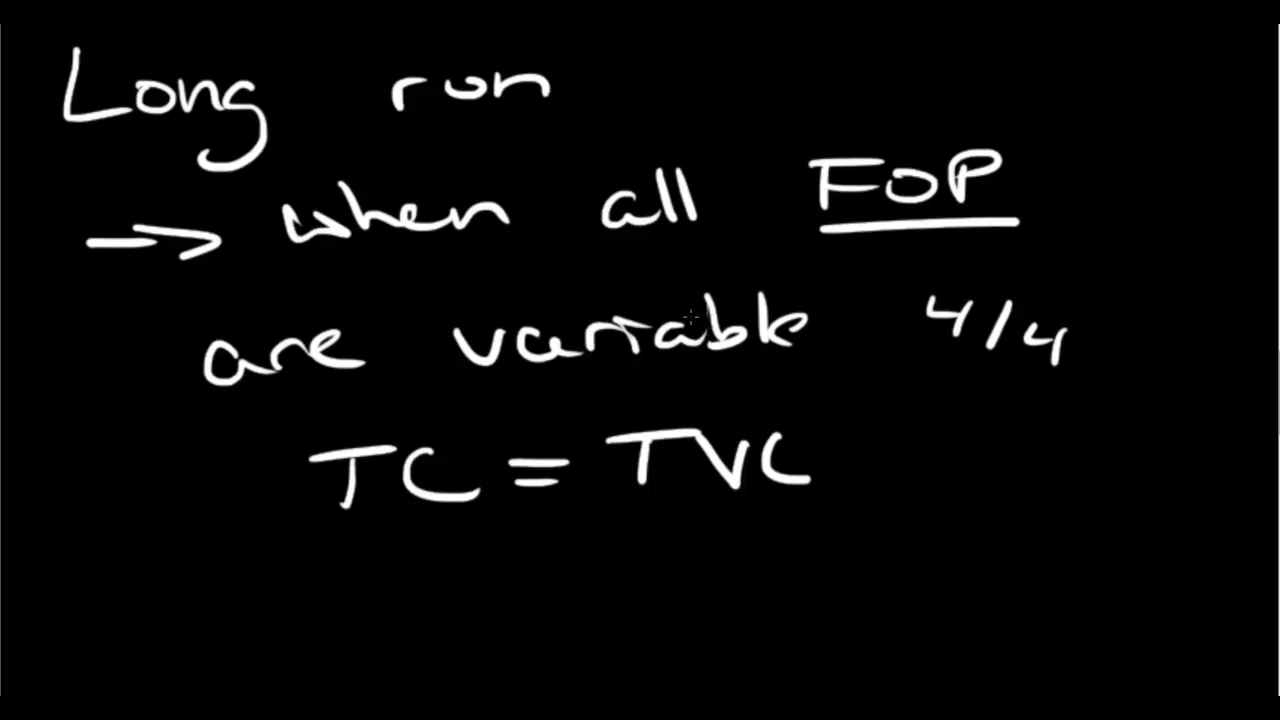 Long run
→ when all FOP
are variable 4/4
TC = TVC